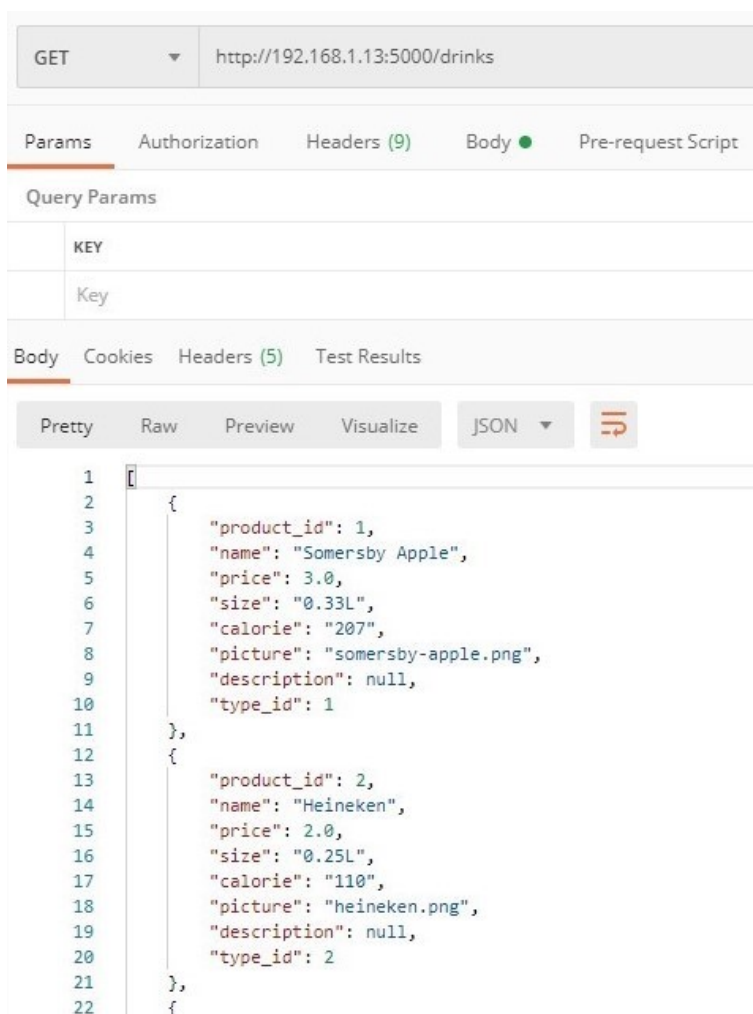 GET http://192.168.1.13:5000/drinks
Params Authorization Headers (9) Body Pre-request Script
Query Params
KEY
Key
Body Cookies Headers (5) Test Results
Pretty Raw Preview Visualize JSON
1 [
2 {
3 "product_id": 1,
4 "name": "Somersby Apple",
5 "price": 3.0,
6 "size": "0.33L",
7 "calorie": "207",
8 "picture": "somersby-apple.png",
9 "description": null,
10 "type_id": 1
11 },
12 {
13 "product_id": 2,
14 "name": "Heineken",
15 "price": 2.0,
16 "size": "0.25L",
17 "calorie": "110",
18 "picture": "heineken.png",
19 "description": null,
20 "type_id": 2
21 },
22 {